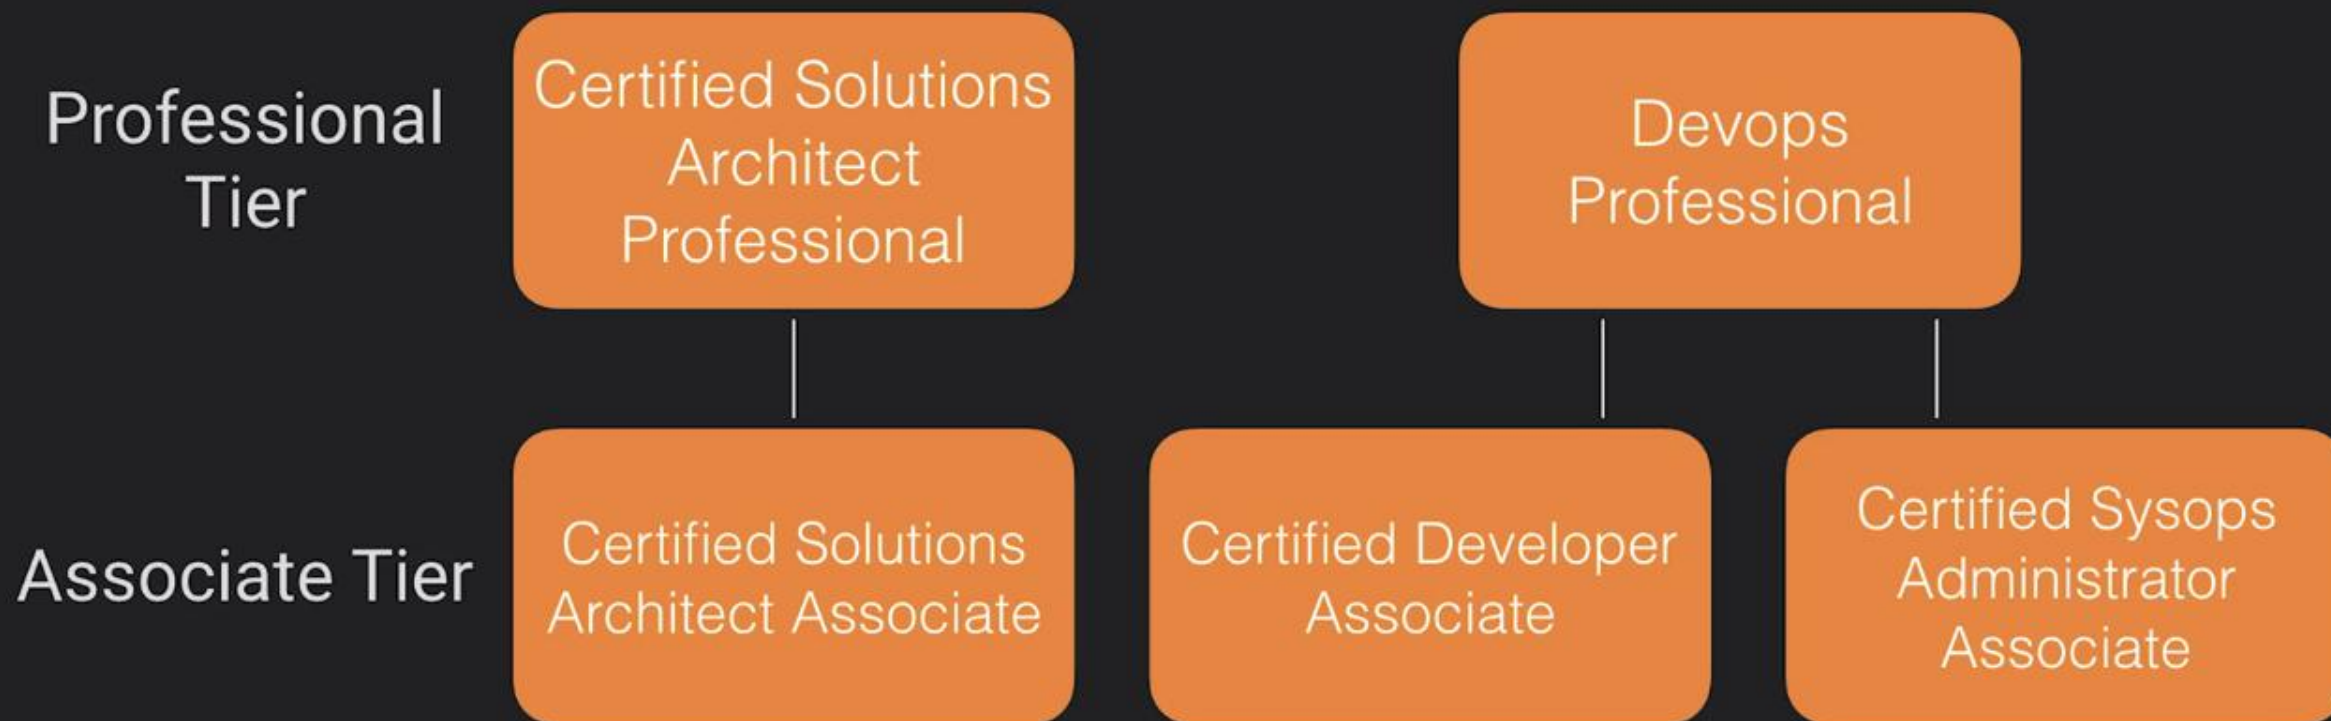 Professional
Tier
Certified Solutions
Architect
Professional
Devops
Professional
Associate Tier
Certified Solutions
Architect Associate
Certified Developer
Associate
Certified Sysops
Administrator
Associate